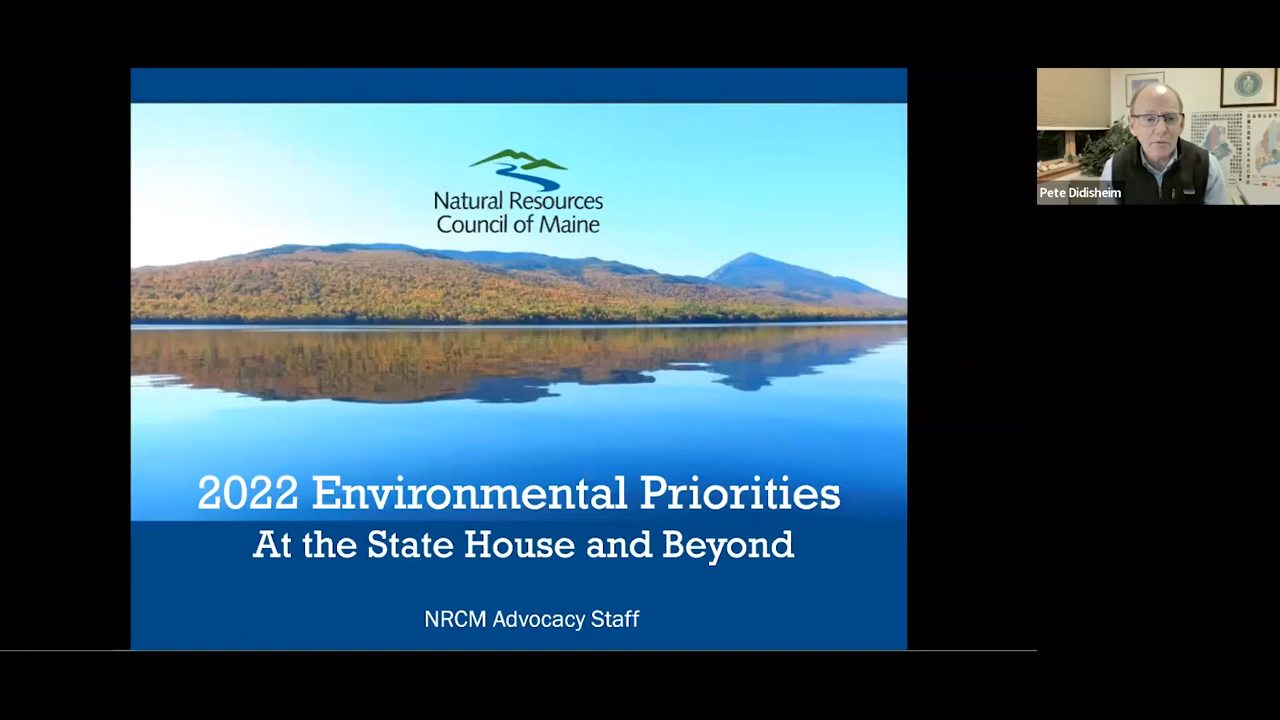 Natural Resources
Council of Maine
2022 Environmental Priorities
At the State House and Beyond
NRCM Advocacy Staff
Pete Didisheim